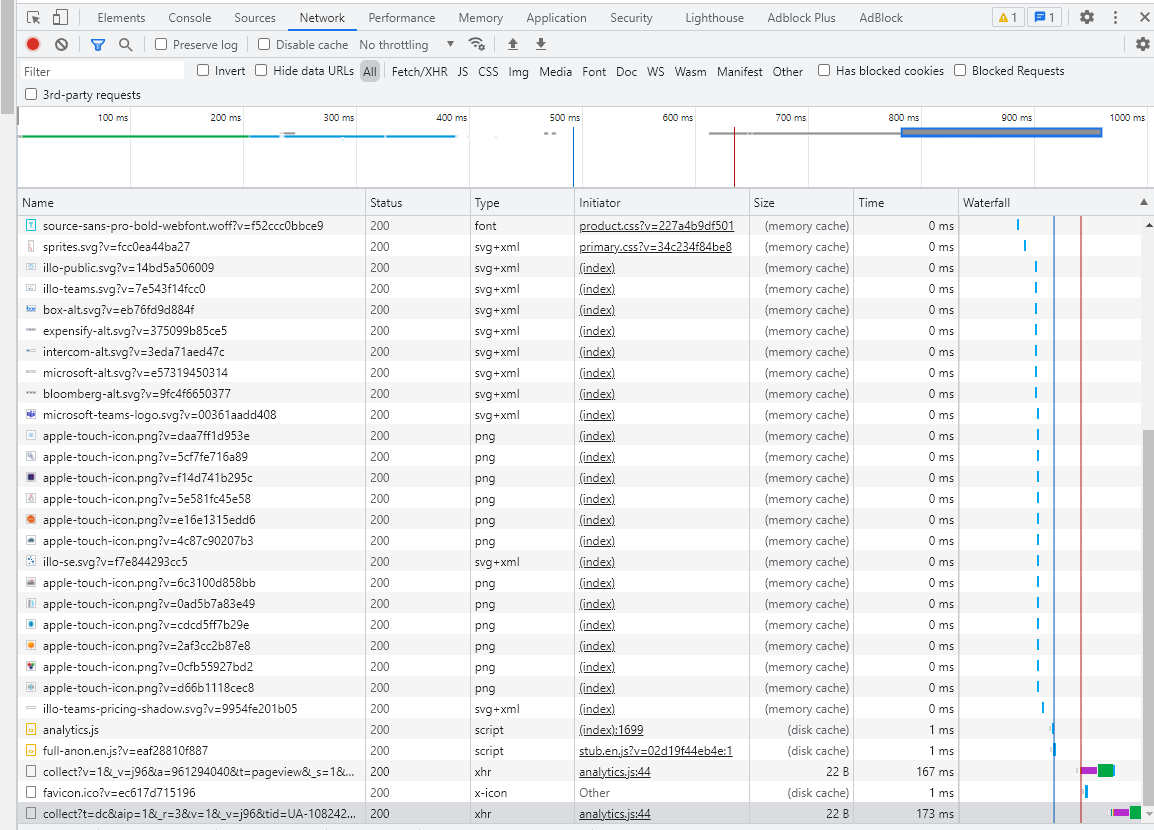 Elements Console Sources Network Performance Memory Application Security Lighthouse Adblock Plus AdBlock 1 1
Preserve log Disable cache No throttling
Filter Invert Hide data URLs All Fetch/XHR JS CSS Img Media Font Doc WS Wasm Manifest Other Has blocked cookies Blocked Requests
3rd-party requests
100 ms 200 ms 300 ms 400 ms 500 ms 600 ms 700 ms 800 ms 900 ms 1000 ms
Name Status Type Initiator Size Time Waterfall
source-sans-pro-bold-webfont.woff?v=f52ccc0bbce9 200 font product.css?v=227a4b9df501 (memory cache) 0 ms
sprites.svg?v=fcc0ea44ba27 200 svg+xml primary.css?v=34c234f84be8 (memory cache) 0 ms
illo-public.svg?v=14bd5a506009 200 svg+xml (index) (memory cache) 0 ms
illo-teams.svg?v=7e543f14fcc0 200 svg+xml (index) (memory cache) 0 ms
box-alt.svg?v=eb76fd9d884f 200 svg+xml (index) (memory cache) 0 ms
expensify-alt.svg?v=375099b85ce5 200 svg+xml (index) (memory cache) 0 ms
intercom-alt.svg?v=3eda71aed47c 200 svg+xml (index) (memory cache) 0 ms
microsoft-alt.svg?v=e57319450314 200 svg+xml (index) (memory cache) 0 ms
bloomberg-alt.svg?v=9fc4f6650377 200 svg+xml (index) (memory cache) 0 ms
microsoft-teams-logo.svg?v=00361aadd408 200 svg+xml (index) (memory cache) 0 ms
apple-touch-icon.png?v=daa7ff1d953e 200 png (index) (memory cache) 0 ms
apple-touch-icon.png?v=5cf7fe716a89 200 png (index) (memory cache) 0 ms
apple-touch-icon.png?v=f14d741b295c 200 png (index) (memory cache) 0 ms
apple-touch-icon.png?v=5e581fc45e58 200 png (index) (memory cache) 0 ms
apple-touch-icon.png?v=e16e1315edd6 200 png (index) (memory cache) 0 ms
apple-touch-icon.png?v=4c87c90207b3 200 png (index) (memory cache) 0 ms
illo-se.svg?v=f7e844293cc5 200 svg+xml (index) (memory cache) 0 ms
apple-touch-icon.png?v=6c3100d858bb 200 png (index) (memory cache) 0 ms
apple-touch-icon.png?v=0ad5b7a83e49 200 png (index) (memory cache) 0 ms
apple-touch-icon.png?v=cdcd5ff7b29e 200 png (index) (memory cache) 0 ms
apple-touch-icon.png?v=2af3cc2b87e8 200 png (index) (memory cache) 0 ms
apple-touch-icon.png?v=0cfb55927bd2 200 png (index) (memory cache) 0 ms
apple-touch-icon.png?v=d66b1118cec8 200 png (index) (memory cache) 0 ms
illo-teams-pricing-shadow.svg?v=9954fe201b05 200 svg+xml (index) (memory cache) 0 ms
analytics.js 200 script (index):1699 (disk cache) 1 ms
full-anon.en.js?v=eaf28810f887 200 script stub.en.js?v=02d19f44eb4e:1 (disk cache) 1 ms
collect?v=1&_v=j96&a=961294040&t=pageview&_s=1&... 200 xhr analytics.js:44 22 B 167 ms
favicon.ico?v=ec617d715196 200 x-icon Other (disk cache) 1 ms
collect?t=dc&aip=1&_r=3&v=1&_v=j96&tid=UA-108242... 200 xhr analytics.js:44 22 B 173 ms